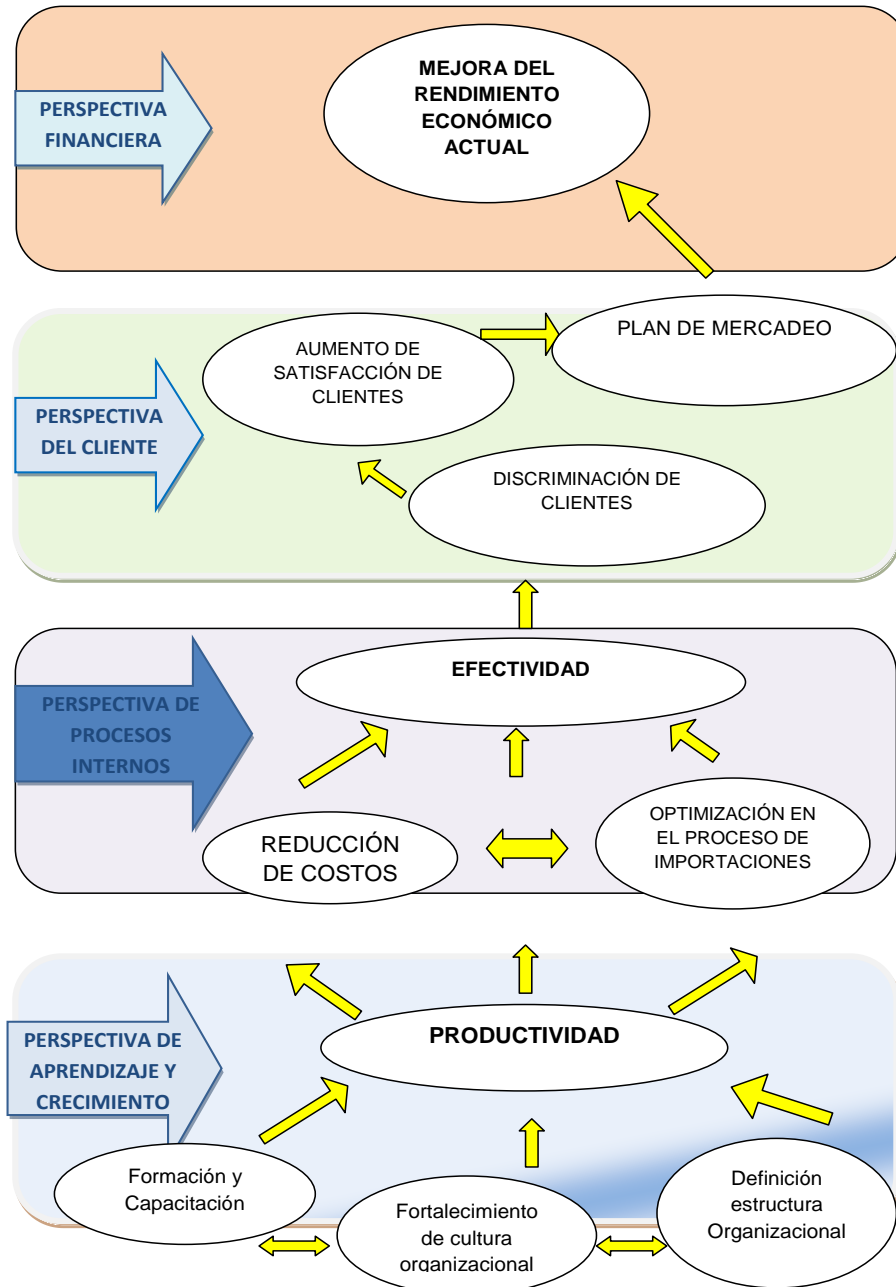 MEJORA DEL
RENDIMIENTO
ECONÓMICO
ACTUAL
PERSPECTIVA
FINANCIERA
PLAN DE MERCADEO
AUMENTO DE
SATISFACCIÓN DE
CLIENTES
PERSPECTIVA
DEL CLIENTE
DISCRIMINACIÓN DE
CLIENTES
EFECTIVIDAD
PERSPECTIVA DE
PROCESOS
INTERNOS
REDUCCIÓN
DE COSTOS
OPTIMIZACIÓN EN
EL PROCESO DE
IMPORTACIONES
PRODUCTIVIDAD
PERSPECTIVA DE
APRENDIZAJE Y
CRECIMIENTO
Formación y
Capacitación
Fortalecimiento
de cultura
organizacional
Definición
estructura
Organizacional